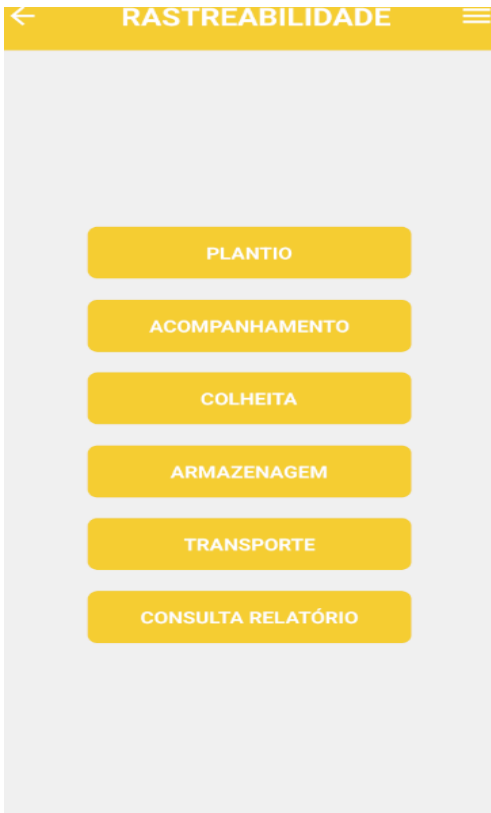 RASTREABILIDADE
PLANTIO
ACOMPANHAMENTO
COLHEITA
ARMAZENAGEM
TRANSPORTE
CONSULTA RELATÓRIO